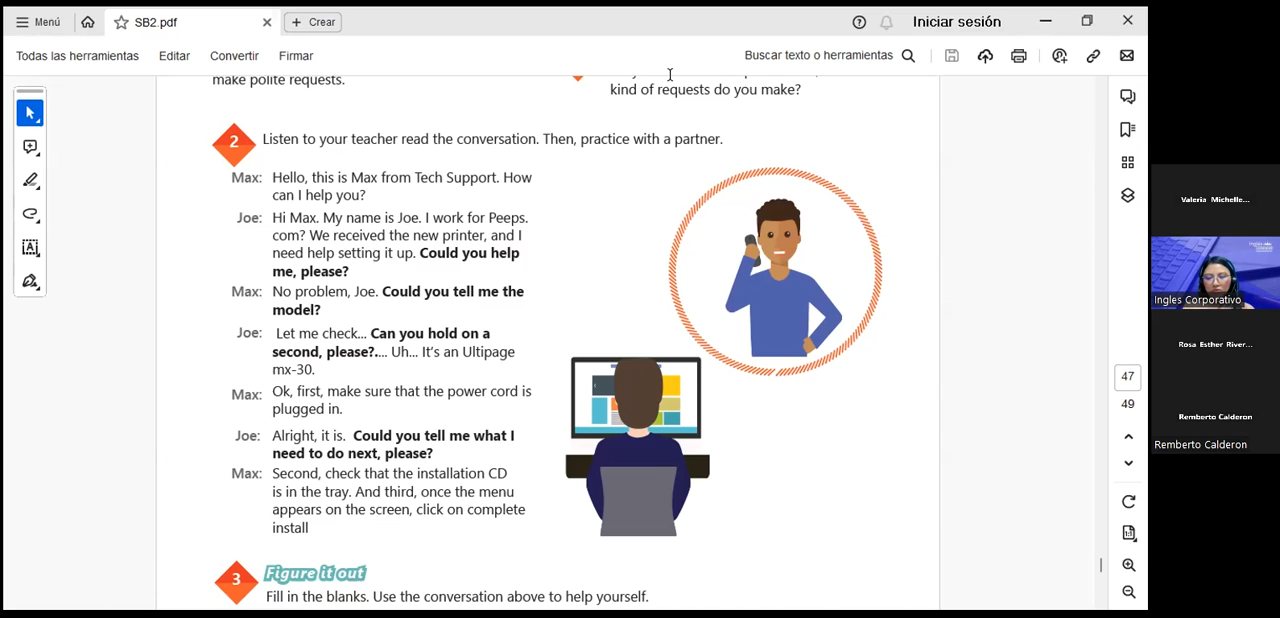 Menú
SB2.pdf
Crear
Iniciar sesión
Todas las herramientas
Editar
Convertir
Firmar
Buscar texto o herramientas
make polite requests.
kind of requests do you make?
2 Listen to your teacher read the conversation. Then, practice with a partner.
Max: Hello, this is Max from Tech Support. How
can I help you?
Joe: Hi Max. My name is Joe. I work for Peeps.
com? We received the new printer, and I
need help setting it up. Could you help
me, please?
Max: No problem, Joe. Could you tell me the
model?
Joe: Let me check... Can you hold on a
second, please?.... Uh... It's an Ultipage
mx-30.
Max: Ok, first, make sure that the power cord is
plugged in.
Joe: Alright, it is. Could you tell me what I
need to do next, please?
Max: Second, check that the installation CD
is in the tray. And third, once the menu
appears on the screen, click on complete
install
3 Figure it out
Fill in the blanks. Use the conversation above to help yourself.
47
49
Valeria Michelle...
Ingles Corporativo
Rosa Esther River...
Remberto Calderon
Remberto Calderon